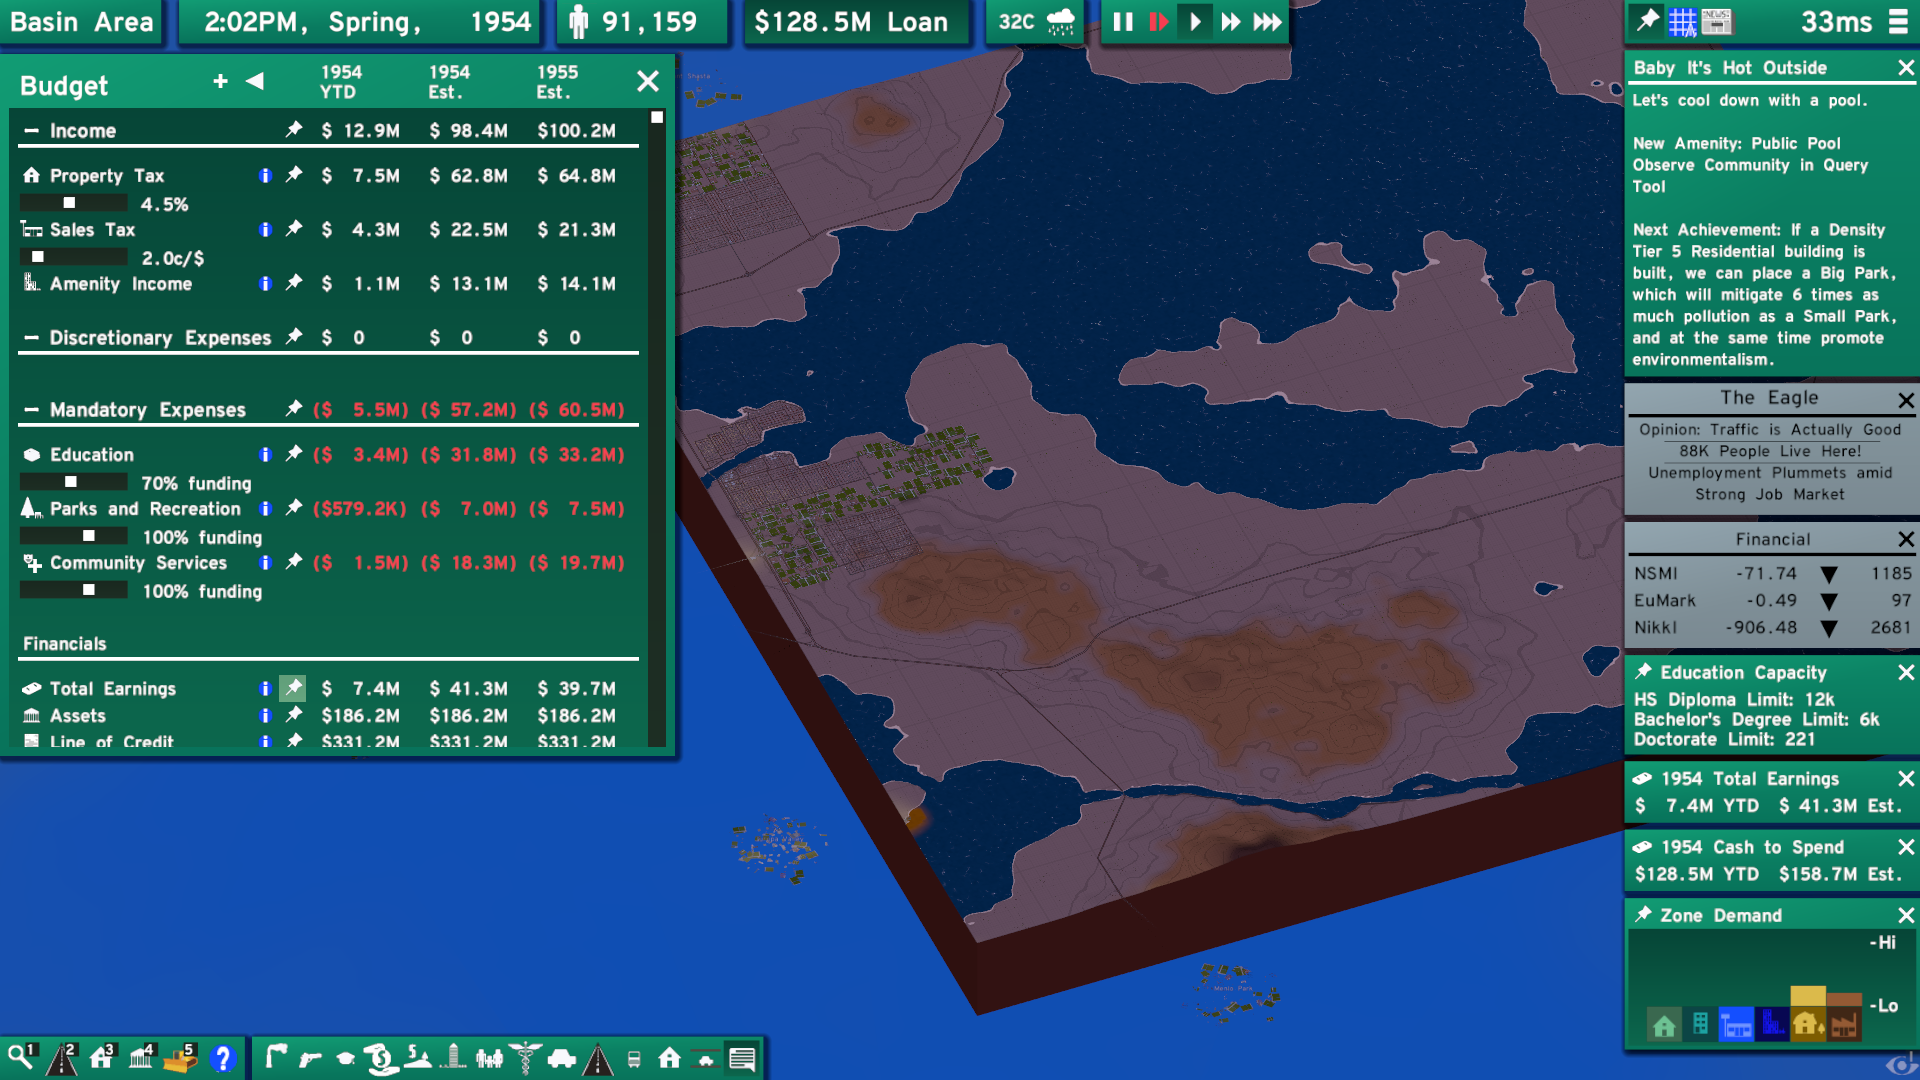 Basin Area
2:02PM, Spring, 1954
91,159
$128.5M Loan
32C
33ms
Budget + 1954 YTD 1954 Est. 1955 Est.
Income $ 12.9M $ 98.4M $100.2M
Property Tax i $ 7.5M $ 62.8M $ 64.8M
4.5%
Sales Tax i $ 4.3M $ 22.5M $ 21.3M
2.0c/$
Amenity Income i $ 1.1M $ 13.1M $ 14.1M
Discretionary Expenses $ 0 $ 0 $ 0
Mandatory Expenses ($ 5.5M) ($ 57.2M) ($ 60.5M)
Education i ($ 3.4M) ($ 31.8M) ($ 33.2M)
70% funding
Parks and Recreation i ($579.2K) ($ 7.0M) ($ 7.5M)
100% funding
Community Services i ($ 1.5M) ($ 18.3M) ($ 19.7M)
100% funding
Financials
Total Earnings i $ 7.4M $ 41.3M $ 39.7M
Assets i $186.2M $186.2M $186.2M
Line of Credit i $331.2M $331.2M $331.2M
Baby It's Hot Outside
Let's cool down with a pool.
New Amenity: Public Pool
Observe Community in Query
Tool
Next Achievement: If a Density
Tier 5 Residential building is
built, we can place a Big Park,
which will mitigate 6 times as
much pollution as a Small Park,
and at the same time promote
environmentalism.
The Eagle
Opinion: Traffic is Actually Good
88K People Live Here!
Unemployment Plummets amid
Strong Job Market
Financial
NSMI -71.74 ▼ 1185
EuMark -0.49 ▼ 97
Nikkl -906.48 ▼ 2681
Education Capacity
HS Diploma Limit: 12k
Bachelor's Degree Limit: 6k
Doctorate Limit: 221
1954 Total Earnings
$ 7.4M YTD $ 41.3M Est.
1954 Cash to Spend
$128.5M YTD $158.7M Est.
Zone Demand
-Hi
-Lo
1 2 3 4 5 ?